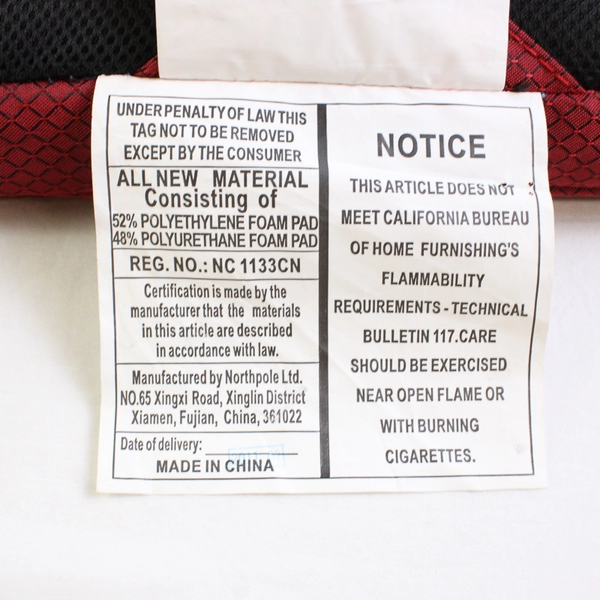 UNDER PENALTY OF LAW THIS
TAG NOT TO BE REMOVED
EXCEPT BY THE CONSUMER
ALL NEW MATERIAL
Consisting of
52% POLYETHYLENE FOAM PAD
48% POLYURETHANE FOAM PAD
REG. NO.: NC 1133CN
Certification is made by the
manufacturer that the materials
in this article are described
in accordance with law.
Manufactured by Northpole Ltd.
NO.65 Xingxi Road, Xinglin District
Xiamen, Fujian, China, 361022
Date of delivery:
MADE IN CHINA
NOTICE
THIS ARTICLE DOES NOT
MEET CALIFORNIA BUREAU
OF HOME FURNISHING'S
FLAMMABILITY
REQUIREMENTS - TECHNICAL
BULLETIN 117.CARE
SHOULD BE EXERCISED
NEAR OPEN FLAME OR
WITH BURNING
CIGARETTES.